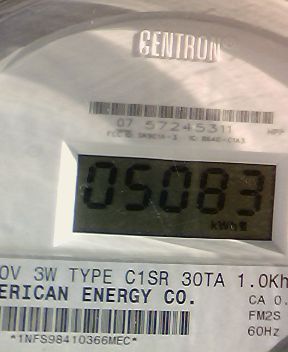 CENTRON
07 57245311 HPP
05083
kWh
0V 3W TYPE C1SR 30TA 1.0Kh
ERICAN ENERGY CO.
CA 0.
FM2S
60Hz
*1NFS98410366MEC*